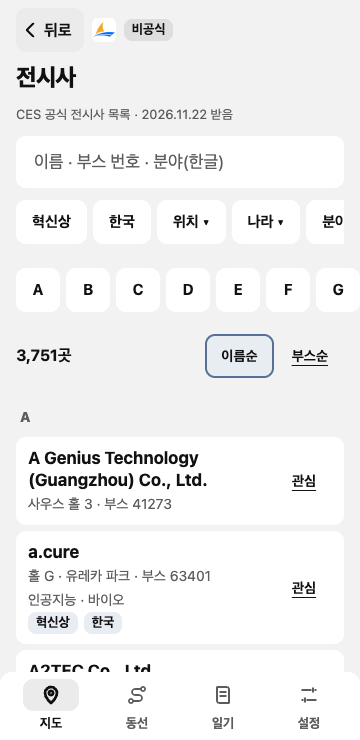 뒤로
비공식
전시사
CES 공식 전시사 목록 · 2026.11.22 받음
이름 · 부스 번호 · 분야(한글)
혁신상 한국 위치 ▾ 나라 ▾
A B C D E F G
3,751곳 이름순 부스순
A
A Genius Technology
(Guangzhou) Co., Ltd.
관심
사우스 홀 3 · 부스 41273
a.cure
홀 G · 유레카 파크 · 부스 63401
관심
인공지능 · 바이오
혁신상 한국
A2TEC Co., Ltd
지도 동선 일기 설정